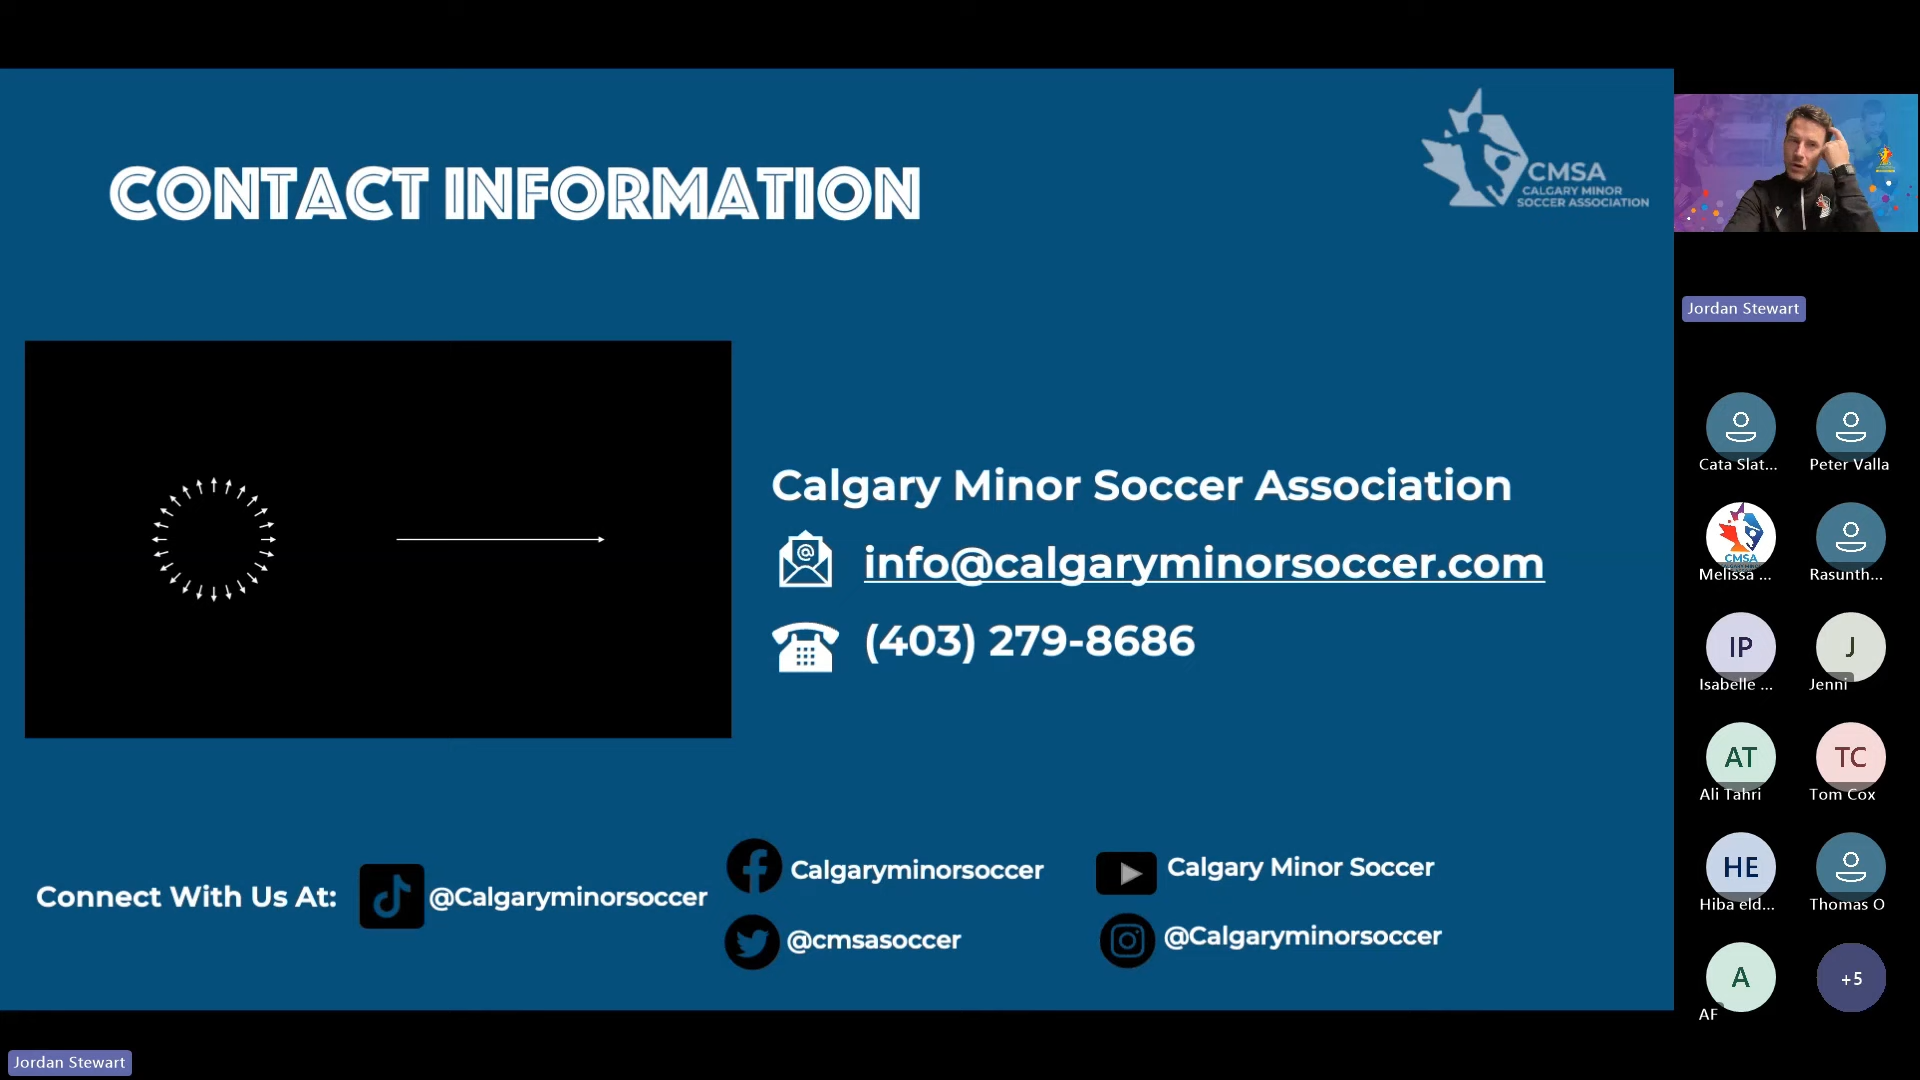 CONTACT INFORMATION
CMSA
CALGARY MINOR
SOCCER ASSOCIATION
Calgary Minor Soccer Association
info@calgaryminorsoccer.com
(403) 279-8686
Connect With Us At:
@Calgaryminorsoccer
Calgaryminorsoccer
Calgary Minor Soccer
@cmsasoccer
@Calgaryminorsoccer
Jordan Stewart
Cata Slat...
Peter Valla
CMSA
Melissa ...
Rasunth...
IP
Isabelle ...
J
Jenni
AT
Ali Tahri
TC
Tom Cox
HE
Hiba eld...
Thomas O
A
AF
+5
Jordan Stewart